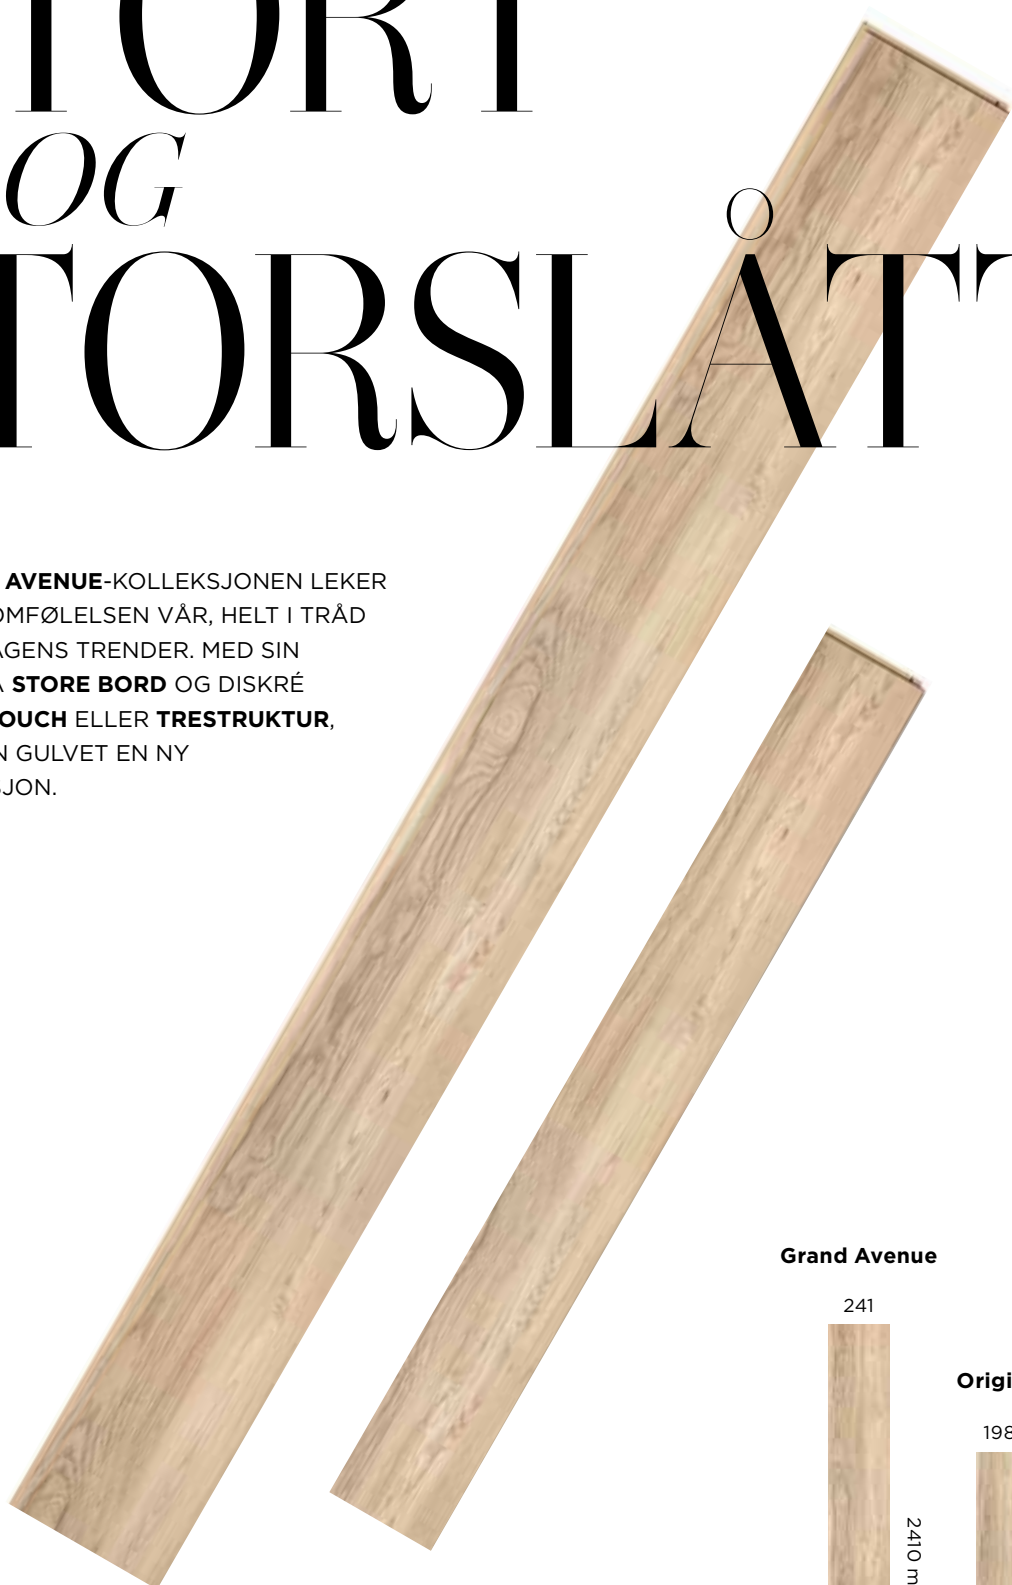 TORT
OG
TORSLÅTT
AVENUE-KOLLEKSJONEN LEKER
OMFØLELSEN VÅR, HELT I TRÅD
AGENS TRENDER. MED SIN
STORE BORD OG DISKRÉ
OUCH ELLER TRESTRUKTUR,
N GULVET EN NY
SJON.
Grand Avenue
241
Origi
198
2410 m